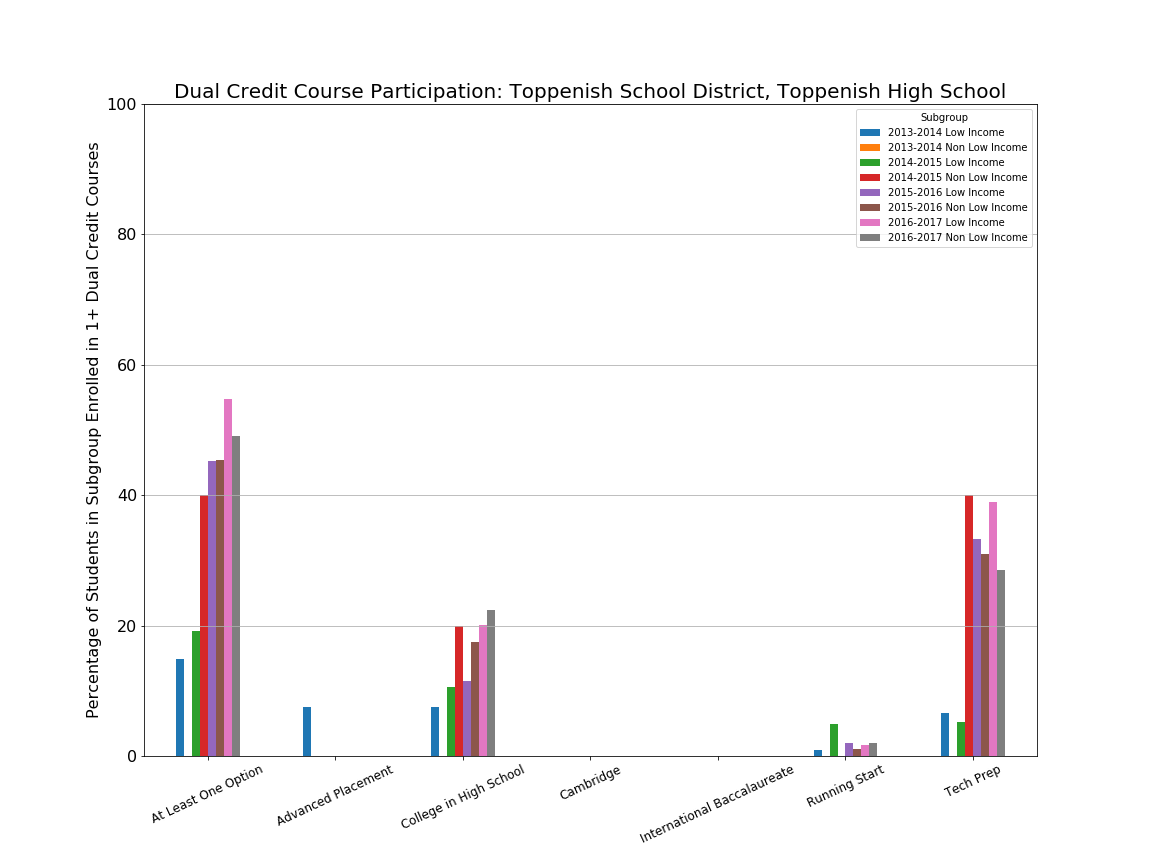 Dual Credit Course Participation: Toppenish School District, Toppenish High School
Percentage of Students in Subgroup Enrolled in 1+ Dual Credit Courses
100
80
60
40
20
0
Subgroup
2013-2014 Low Income
2013-2014 Non Low Income
2014-2015 Low Income
2014-2015 Non Low Income
2015-2016 Low Income
2015-2016 Non Low Income
2016-2017 Low Income
2016-2017 Non Low Income
At Least One Option
Advanced Placement
College in High School
Cambridge
International Baccalaureate
Running Start
Tech Prep